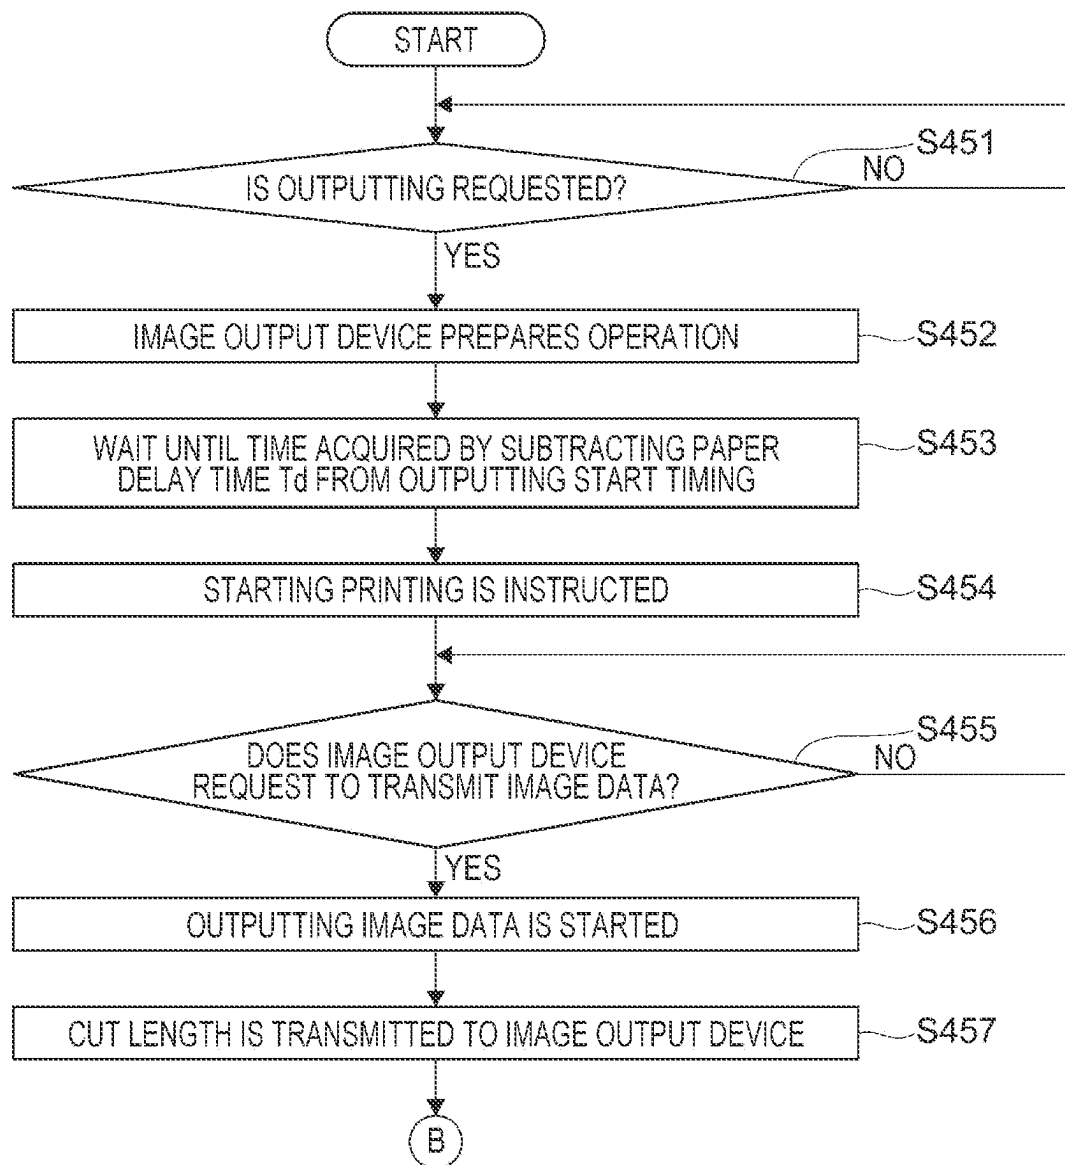 START
S451
IS OUTPUTTING REQUESTED?
NO
YES
IMAGE OUTPUT DEVICE PREPARES OPERATION
S452
WAIT UNTIL TIME ACQUIRED BY SUBTRACTING PAPER
DELAY TIME Td FROM OUTPUTTING START TIMING
S453
STARTING PRINTING IS INSTRUCTED
S454
S455
DOES IMAGE OUTPUT DEVICE
REQUEST TO TRANSMIT IMAGE DATA?
NO
YES
OUTPUTTING IMAGE DATA IS STARTED
S456
CUT LENGTH IS TRANSMITTED TO IMAGE OUTPUT DEVICE
S457
B